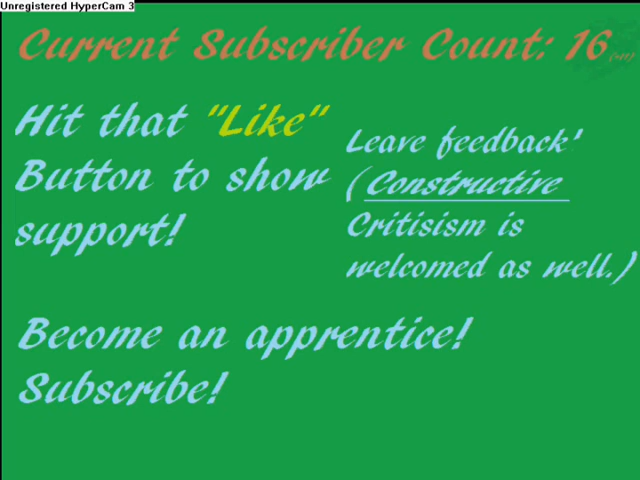 Unregistered HyperCam 3
Current Subscriber Count: 16
Hit that "Like"
Button to show
support!
Leave feedback'
(Constructive
Critisism is
welcomed as well.)
Become an apprentice!
Subscribe!